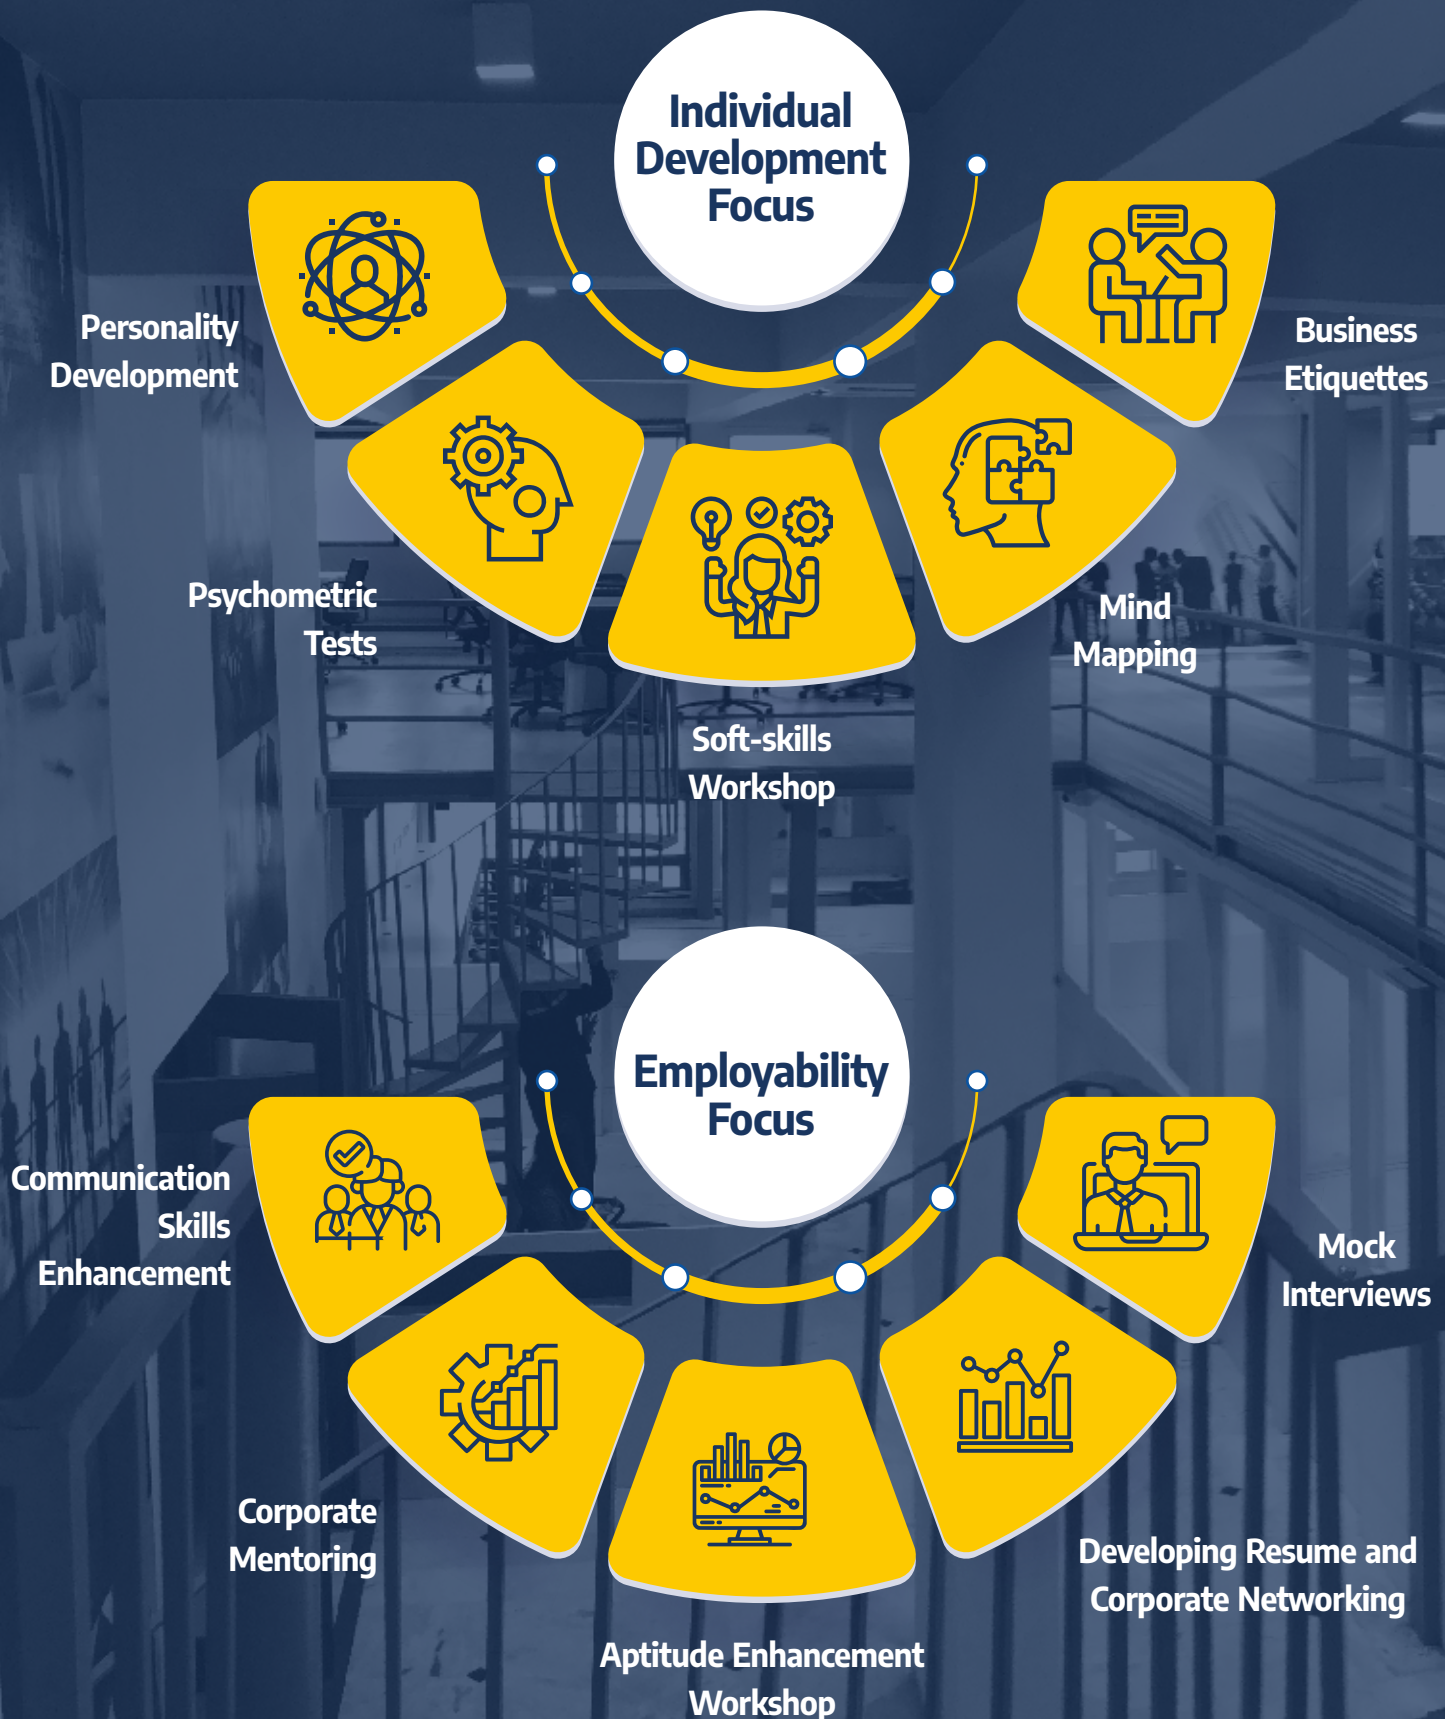 Individual
Development
Focus
Personality
Development
Business
Etiquettes
Psychometric
Tests
Mind
Mapping
Soft-skills
Workshop
Employability
Focus
Communication
Skills
Enhancement
Mock
Interviews
Corporate
Mentoring
Developing Resume and
Corporate Networking
Aptitude Enhancement
Workshop